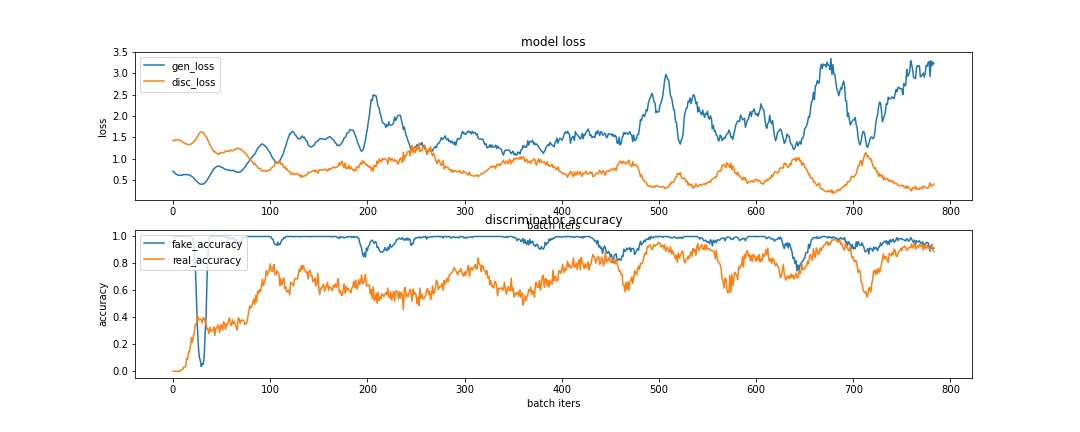 model loss
3.5
3.0
2.5
2.0
1.5
1.0
0.5
loss
gen_loss
disc_loss
0 100 200 300 400 500 600 700 800
batch iters
discriminator accuracy
1.0
0.8
0.6
0.4
0.2
0.0
accuracy
fake_accuracy
real_accuracy
0 100 200 300 400 500 600 700 800
batch iters